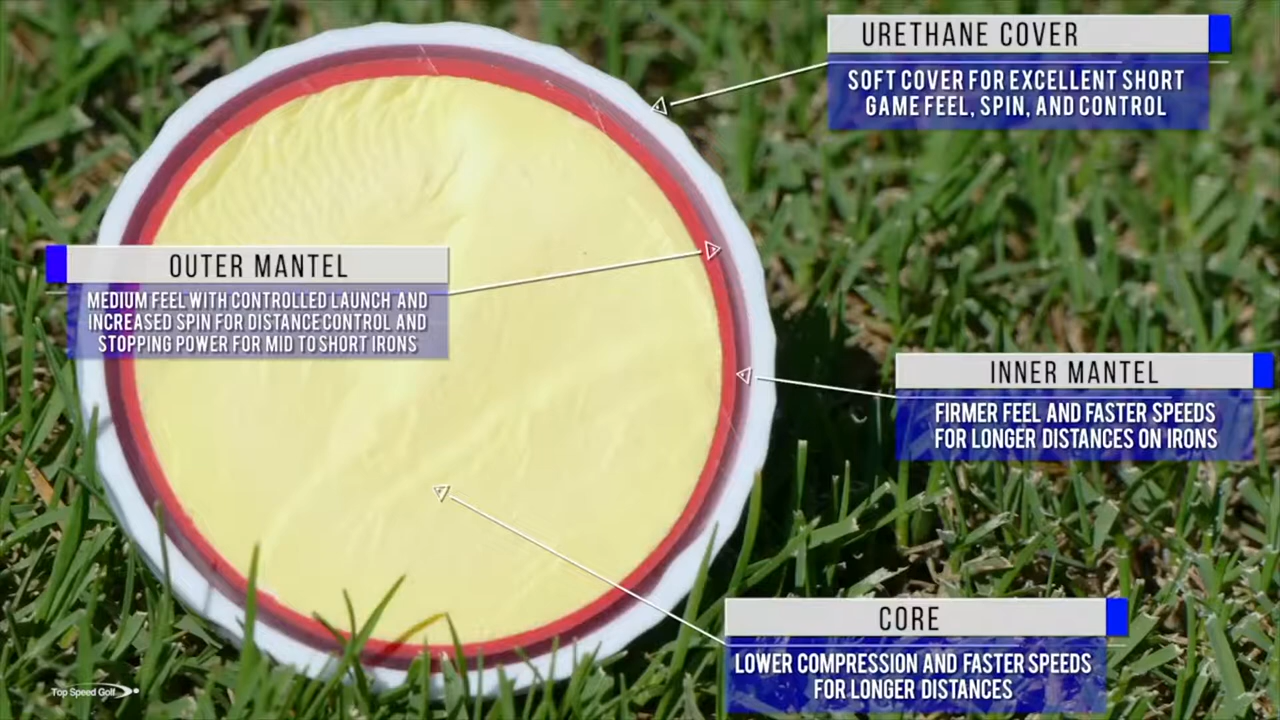 URETHANE COVER
SOFT COVER FOR EXCELLENT SHORT
GAME FEEL, SPIN, AND CONTROL
OUTER MANTEL
MEDIUM FEEL WITH CONTROLLED LAUNCH AND
INCREASED SPIN FOR DISTANCE CONTROL AND
STOPPING POWER FOR MID TO SHORT IRONS
INNER MANTEL
FIRMER FEEL AND FASTER SPEEDS
FOR LONGER DISTANCES ON IRONS
CORE
LOWER COMPRESSION AND FASTER SPEEDS
FOR LONGER DISTANCES
Top Speed Golf